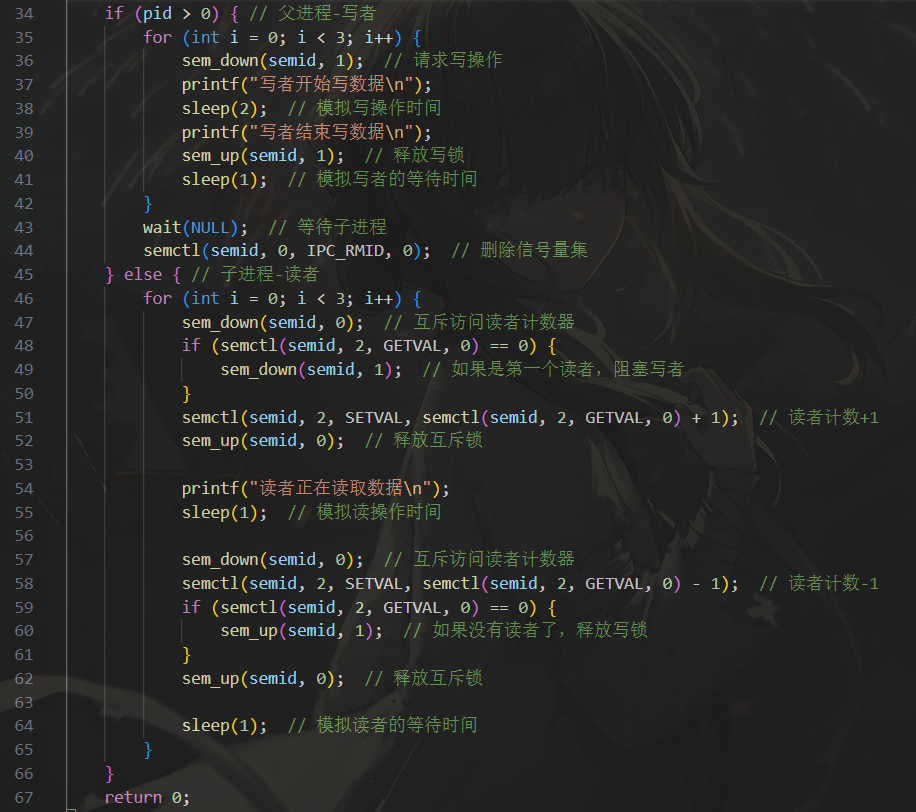 34 if (pid > 0) { // 父进程-写者
35 for (int i = 0; i < 3; i++) {
36 sem_down(semid, 1); // 请求写操作
37 printf("写者开始写数据\n");
38 sleep(2); // 模拟写操作时间
39 printf("写者结束写数据\n");
40 sem_up(semid, 1); // 释放写锁
41 sleep(1); // 模拟写者的等待时间
42 }
43 wait(NULL); // 等待子进程
44 semctl(semid, 0, IPC_RMID, 0); // 删除信号量集
45 } else { // 子进程-读者
46 for (int i = 0; i < 3; i++) {
47 sem_down(semid, 0); // 互斥访问读者计数器
48 if (semctl(semid, 2, GETVAL, 0) == 0) {
49 sem_down(semid, 1); // 如果是第一个读者，阻塞写者
50 }
51 semctl(semid, 2, SETVAL, semctl(semid, 2, GETVAL, 0) + 1); // 读者计数+1
52 sem_up(semid, 0); // 释放互斥锁
53
54 printf("读者正在读取数据\n");
55 sleep(1); // 模拟读操作时间
56
57 sem_down(semid, 0); // 互斥访问读者计数器
58 semctl(semid, 2, SETVAL, semctl(semid, 2, GETVAL, 0) - 1); // 读者计数-1
59 if (semctl(semid, 2, GETVAL, 0) == 0) {
60 sem_up(semid, 1); // 如果没有读者了，释放写锁
61 }
62 sem_up(semid, 0); // 释放互斥锁
63
64 sleep(1); // 模拟读者的等待时间
65 }
66 }
67 return 0;